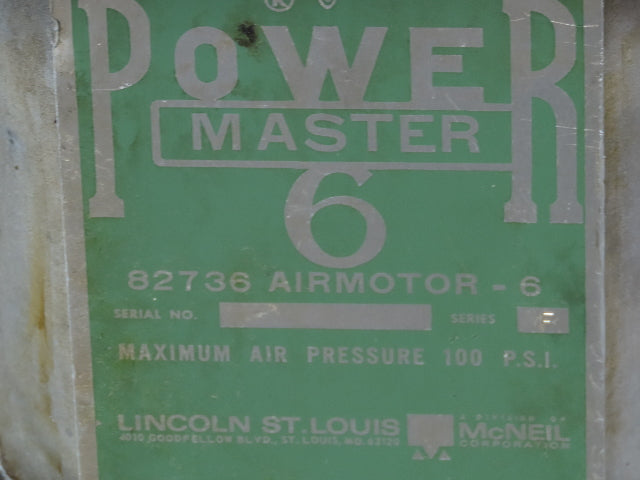 POWER
MASTER
6
82736 AIRMOTOR - 6
SERIAL NO. SERIES E
MAXIMUM AIR PRESSURE 100 P.S.I.
LINCOLN ST. LOUIS
4010 GOODFELLOW BLVD., ST. LOUIS, MO. 63120
A DIVISION OF
McNEIL
CORPORATION